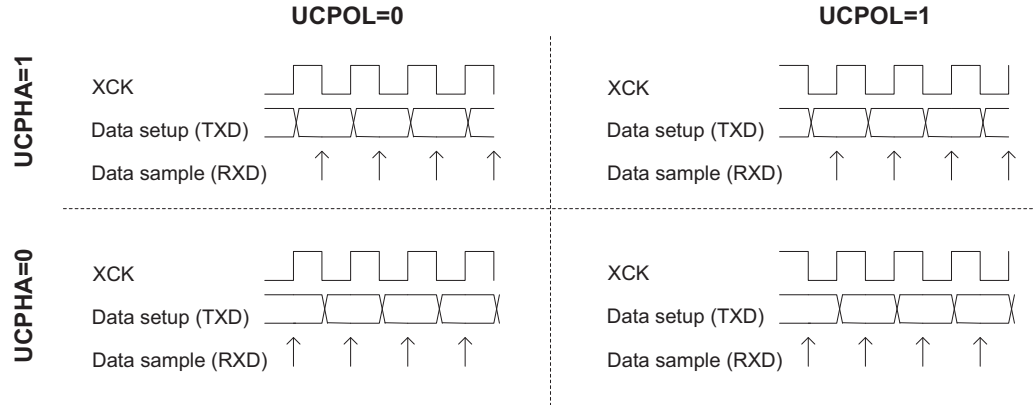 UCPOL=0
UCPOL=1
UCPHA=1
XCK
Data setup (TXD)
Data sample (RXD)
XCK
Data setup (TXD)
Data sample (RXD)
UCPHA=0
XCK
Data setup (TXD)
Data sample (RXD)
XCK
Data setup (TXD)
Data sample (RXD)